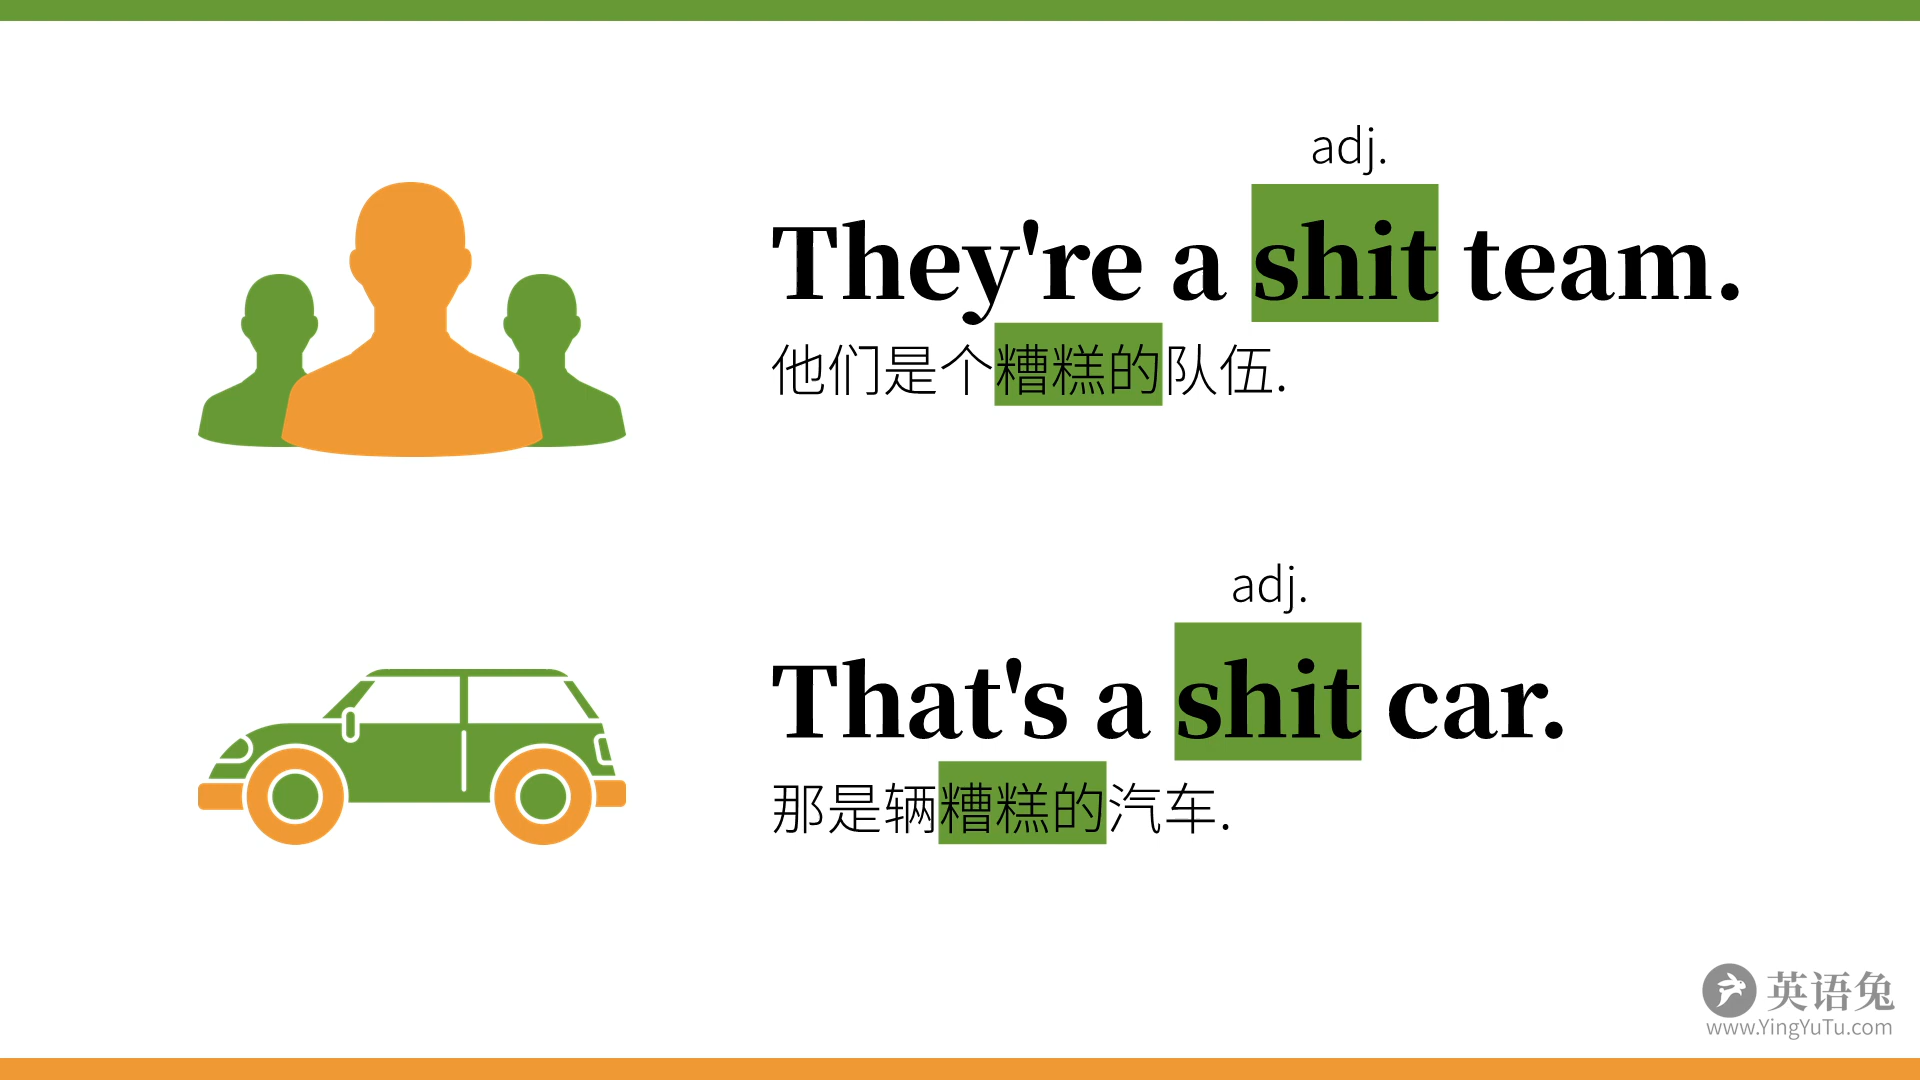 adj.
They're a shit team.
他们是个糟糕的队伍.
adj.
That's a shit car.
那是辆糟糕的汽车.
英语兔
www.YingYuTu.com